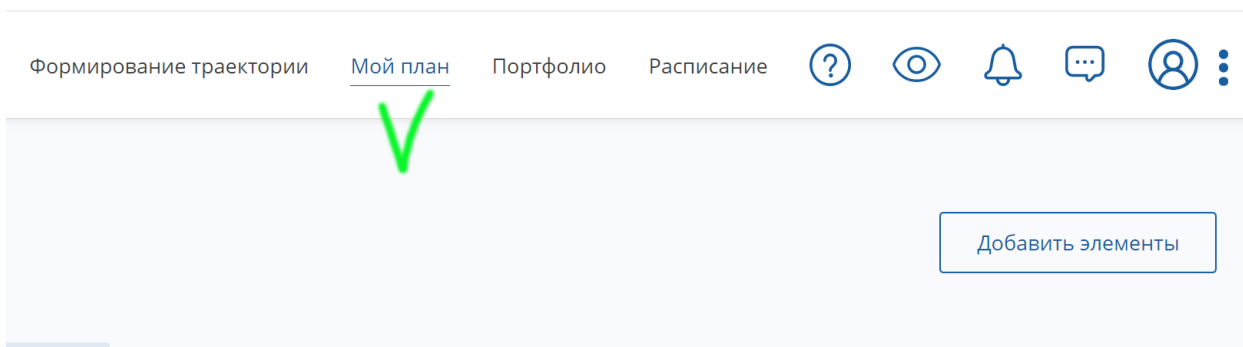 Формирование траектории Мой план Портфолио Расписание
Добавить элементы